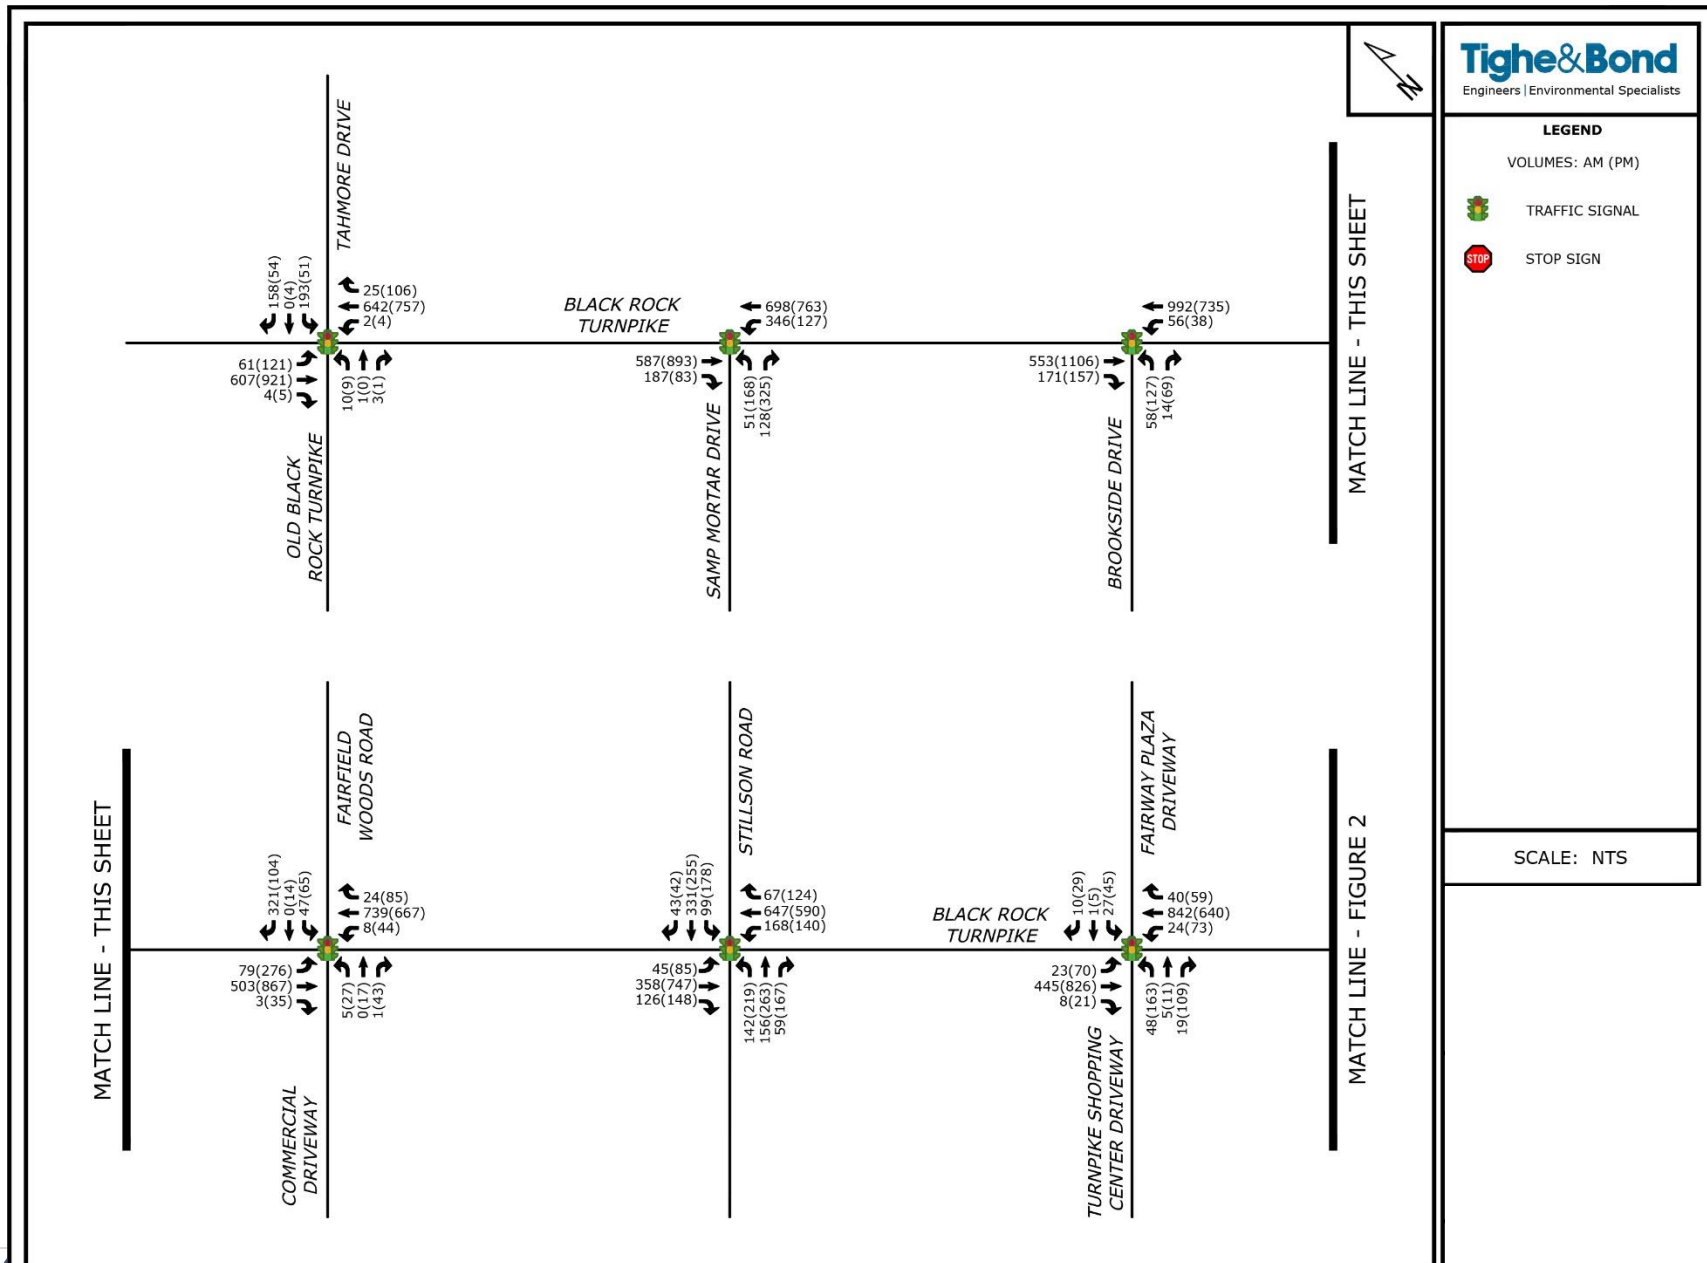 Tighe&Bond
Engineers | Environmental Specialists
LEGEND
VOLUMES: AM (PM)
TRAFFIC SIGNAL
STOP
STOP SIGN
SCALE: NTS
N
TAHMORE DRIVE
158(54)
0(4)
193(51)
25(106)
642(757)
2(4)
61(121)
607(921)
4(5)
10(9)
1(0)
3(1)
OLD BLACK
ROCK TURNPIKE
BLACK ROCK
TURNPIKE
698(763)
346(127)
587(893)
187(83)
51(168)
128(325)
SAMP MORTAR DRIVE
992(735)
56(38)
553(1106)
171(157)
58(127)
14(69)
BROOKSIDE DRIVE
MATCH LINE - THIS SHEET
MATCH LINE - THIS SHEET
FAIRFIELD
WOODS ROAD
321(104)
0(14)
47(65)
24(85)
739(667)
8(44)
79(276)
503(867)
3(35)
5(27)
0(17)
1(43)
COMMERCIAL
DRIVEWAY
STILLSON ROAD
43(42)
331(255)
99(178)
67(124)
647(590)
168(140)
45(85)
358(747)
126(148)
142(219)
156(263)
59(167)
BLACK ROCK
TURNPIKE
FAIRWAY PLAZA
DRIVEWAY
10(29)
1(5)
27(45)
40(59)
842(640)
24(73)
23(70)
445(826)
8(21)
48(163)
5(11)
19(109)
TURNPIKE SHOPPING
CENTER DRIVEWAY
MATCH LINE - FIGURE 2